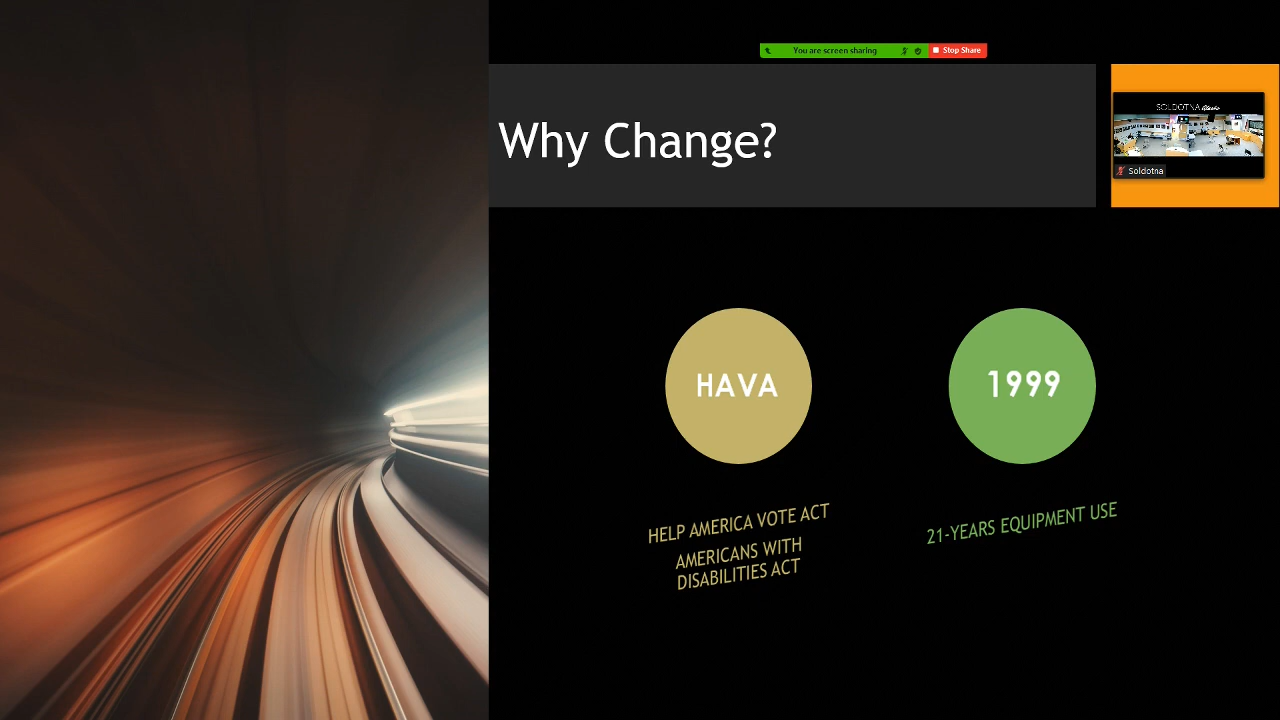 You are screen sharing
Stop Share
Why Change?
SOLDOTNA Alaska
Soldotna
HAVA
1999
HELP AMERICA VOTE ACT
AMERICANS WITH
DISABILITIES ACT
21-YEARS EQUIPMENT USE